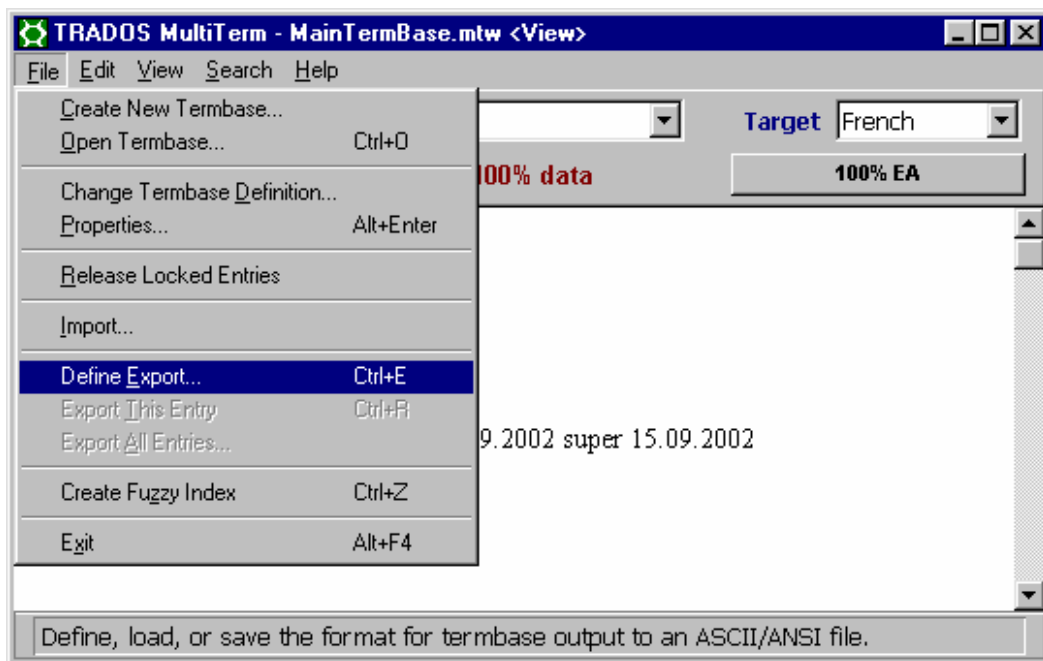 TRADOS MultiTerm - MainTermBase.mtw <View>
File Edit View Search Help
Create New Termbase...
Target French
Open Termbase... Ctrl+O
100% data 100% EA
Change Termbase Definition...
Properties... Alt+Enter
Release Locked Entries
Import...
Define Export... Ctrl+E
Export This Entry Ctrl+R
Export All Entries...
9.2002 super 15.09.2002
Create Fuzzy Index Ctrl+Z
Exit Alt+F4
Define, load, or save the format for termbase output to an ASCII/ANSI file.